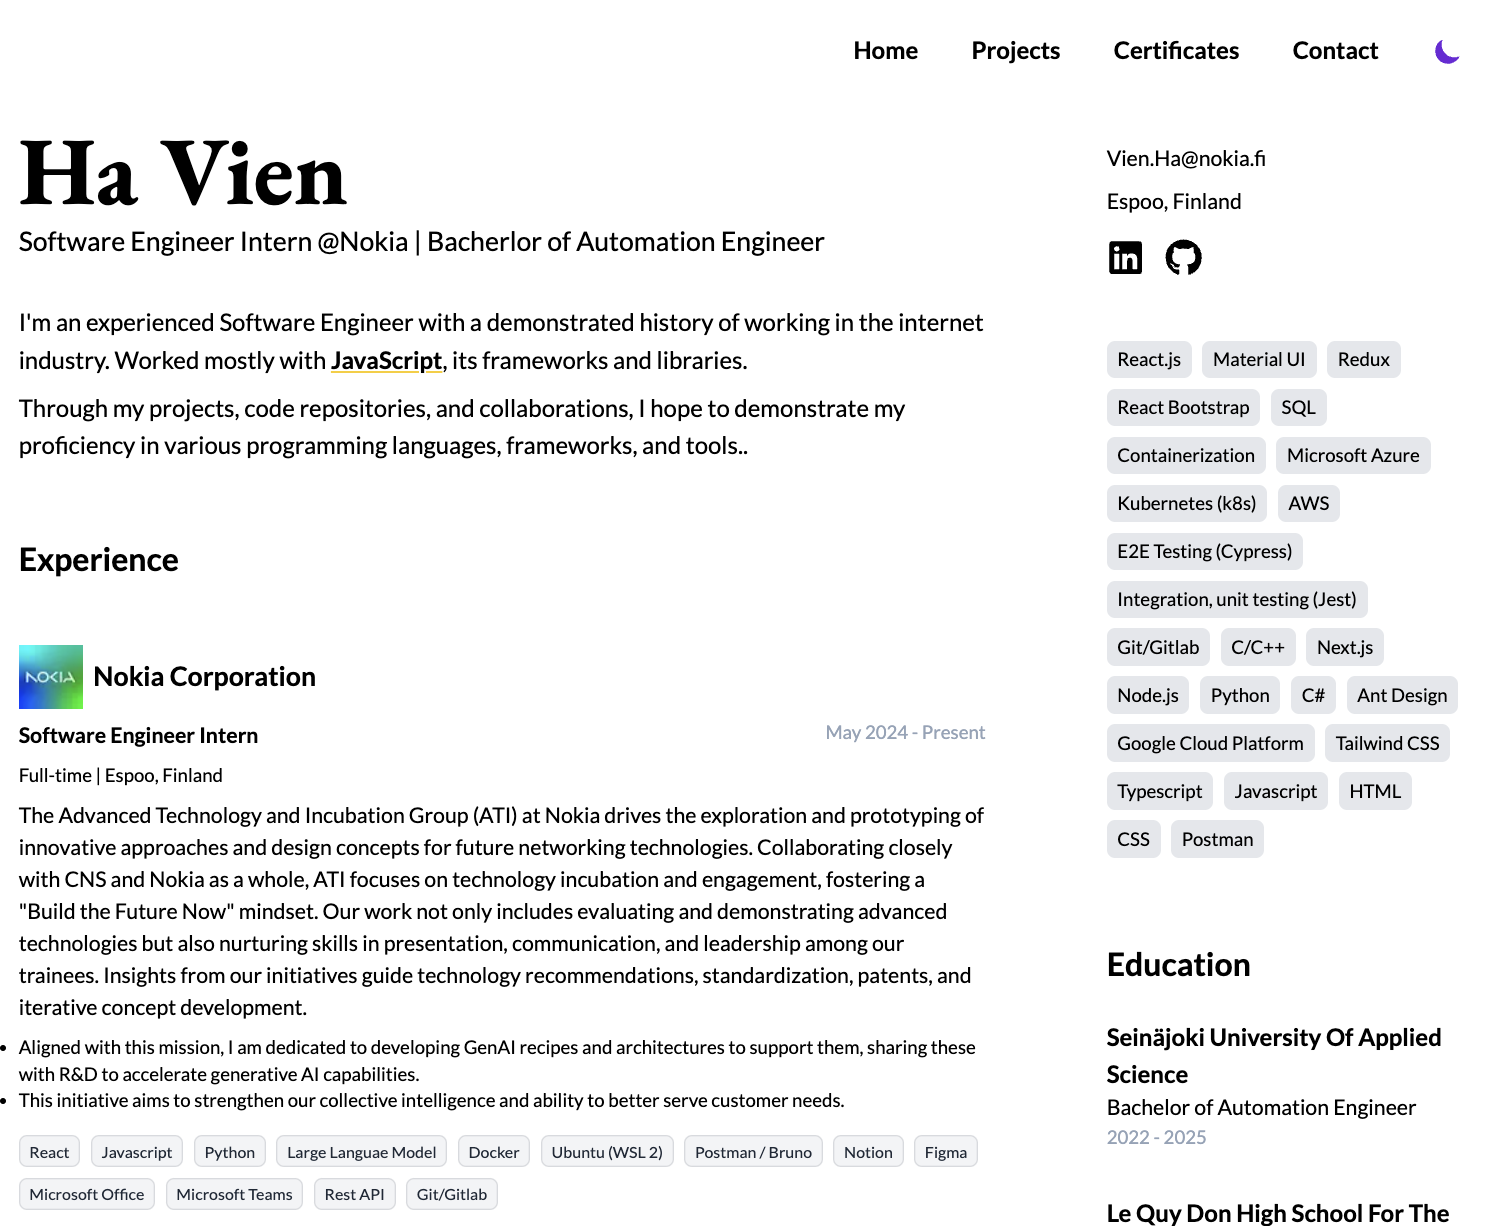 Home Projects Certificates Contact
Ha Vien
Software Engineer Intern @Nokia | Bacherlor of Automation Engineer
I'm an experienced Software Engineer with a demonstrated history of working in the internet
industry. Worked mostly with JavaScript, its frameworks and libraries.
Through my projects, code repositories, and collaborations, I hope to demonstrate my
proficiency in various programming languages, frameworks, and tools..
Experience
NOKIA
Nokia Corporation
Software Engineer Intern
May 2024 - Present
Full-time | Espoo, Finland
The Advanced Technology and Incubation Group (ATI) at Nokia drives the exploration and prototyping of
innovative approaches and design concepts for future networking technologies. Collaborating closely
with CNS and Nokia as a whole, ATI focuses on technology incubation and engagement, fostering a
"Build the Future Now" mindset. Our work not only includes evaluating and demonstrating advanced
technologies but also nurturing skills in presentation, communication, and leadership among our
trainees. Insights from our initiatives guide technology recommendations, standardization, patents, and
iterative concept development.
• Aligned with this mission, I am dedicated to developing GenAI recipes and architectures to support them, sharing these
with R&D to accelerate generative AI capabilities.
• This initiative aims to strengthen our collective intelligence and ability to better serve customer needs.
React Javascript Python Large Languae Model Docker Ubuntu (WSL 2) Postman / Bruno Notion Figma
Microsoft Office Microsoft Teams Rest API Git/Gitlab
Vien.Ha@nokia.fi
Espoo, Finland
in
React.js Material UI Redux
React Bootstrap SQL
Containerization Microsoft Azure
Kubernetes (k8s) AWS
E2E Testing (Cypress)
Integration, unit testing (Jest)
Git/Gitlab C/C++ Next.js
Node.js Python C# Ant Design
Google Cloud Platform Tailwind CSS
Typescript Javascript HTML
CSS Postman
Education
Seinäjoki University Of Applied
Science
Bachelor of Automation Engineer
2022 - 2025
Le Quy Don High School For The